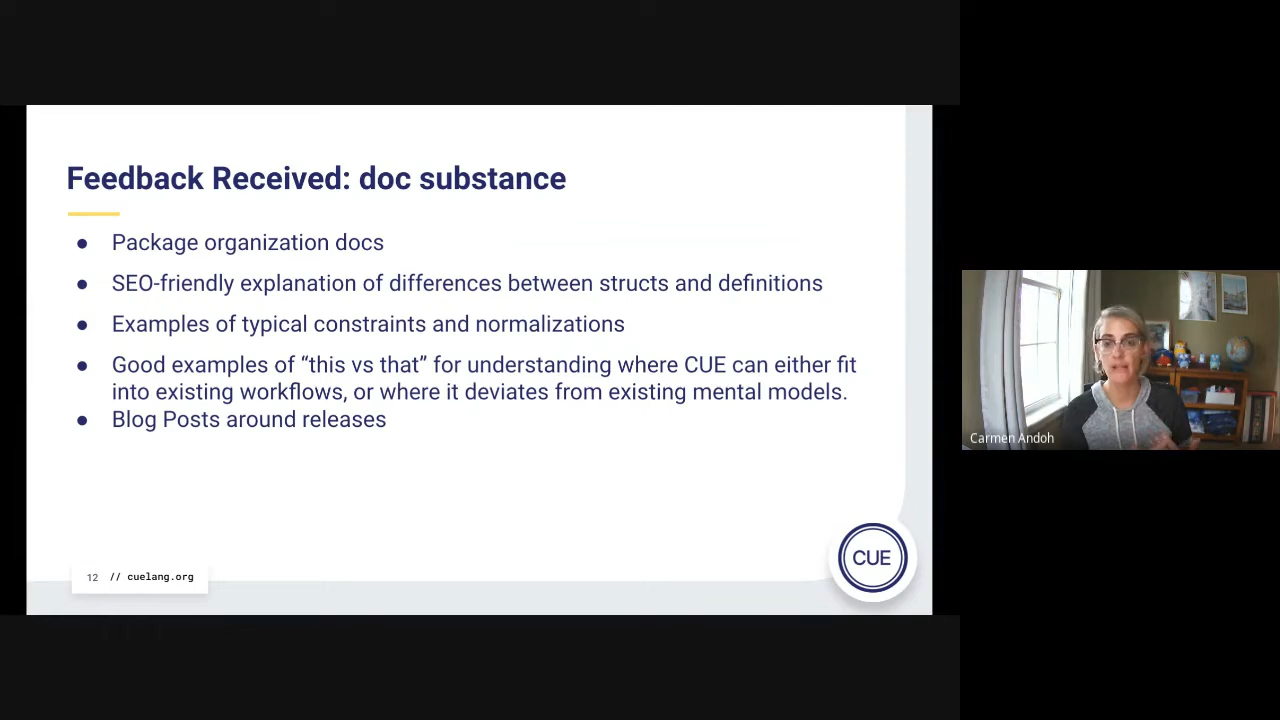 Feedback Received: doc substance
● Package organization docs
● SEO-friendly explanation of differences between structs and definitions
● Examples of typical constraints and normalizations
● Good examples of “this vs that” for understanding where CUE can either fit
into existing workflows, or where it deviates from existing mental models.
● Blog Posts around releases
Carmen Andoh
CUE
12 // cuelang.org